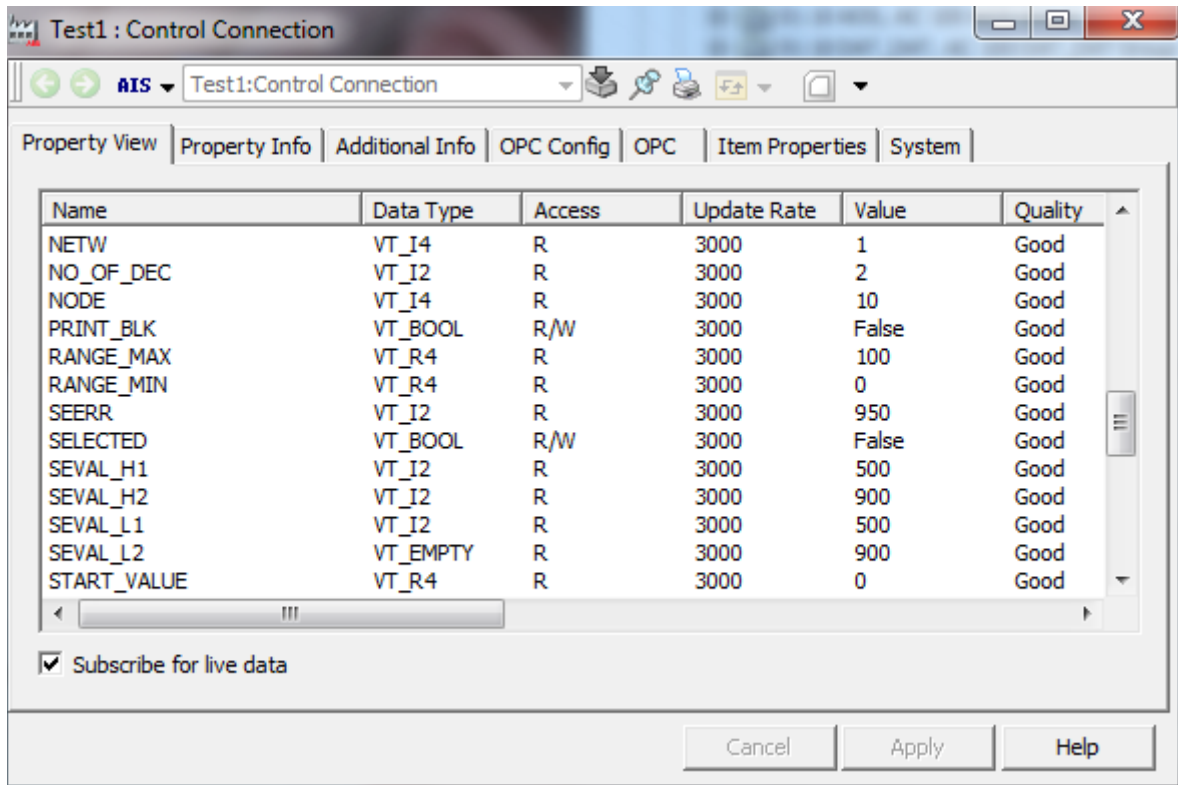 Test1 : Control Connection
AIS Test1:Control Connection
Property View Property Info Additional Info OPC Config OPC Item Properties System
Name Data Type Access Update Rate Value Quality
NETW VT_I4 R 3000 1 Good
NO_OF_DEC VT_I2 R 3000 2 Good
NODE VT_I4 R 3000 10 Good
PRINT_BLK VT_BOOL R/W 3000 False Good
RANGE_MAX VT_R4 R 3000 100 Good
RANGE_MIN VT_R4 R 3000 0 Good
SEERR VT_I2 R 3000 950 Good
SELECTED VT_BOOL R/W 3000 False Good
SEVAL_H1 VT_I2 R 3000 500 Good
SEVAL_H2 VT_I2 R 3000 900 Good
SEVAL_L1 VT_I2 R 3000 500 Good
SEVAL_L2 VT_EMPTY R 3000 900 Good
START_VALUE VT_R4 R 3000 0 Good
Subscribe for live data
Cancel Apply Help